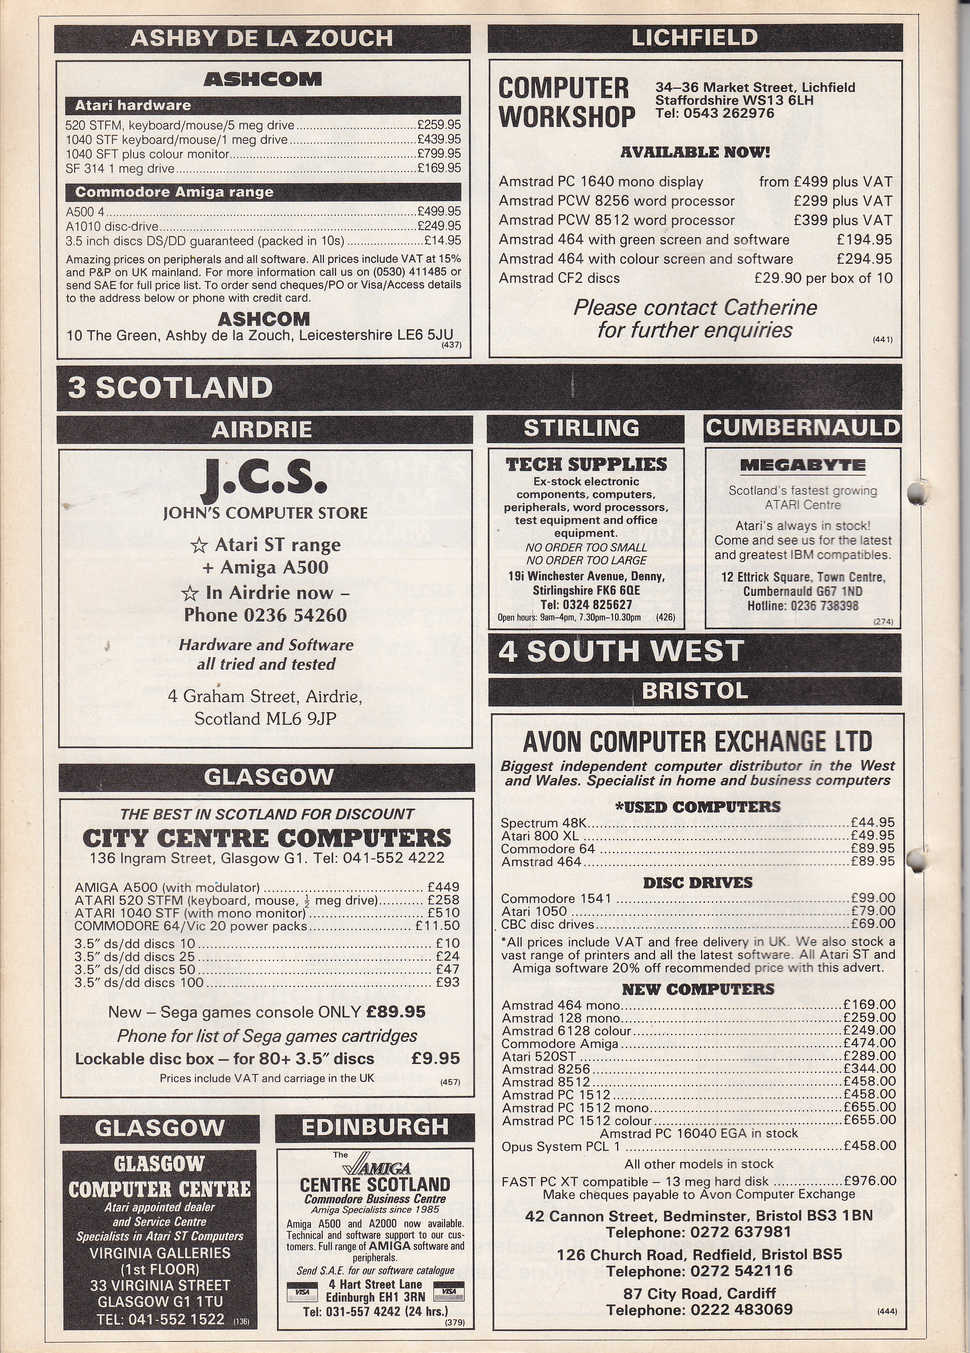 ASHBY DE LA ZOUCH
ASHCOM
Atari hardware
520 STFM, keyboard/mouse/5 meg drive....................................£259.95
1040 STF keyboard/mouse/1 meg drive.....................................£439.95
1040 SFT plus colour monitor.....................................................£799.95
SF 314 1 meg drive....................................................................£169.95
Commodore Amiga range
A500 4.......................................................................................£499.95
A1010 disc-drive.........................................................................£249.95
3.5 inch discs DS/DD guaranteed (packed in 10s)......................£14.95
Amazing prices on peripherals and all software. All prices include VAT at 15%
and P&P on UK mainland. For more information call us on (0530) 411485 or
send SAE for full price list. To order send cheques/PO or Visa/Access details
to the address below or phone with credit card.
ASHCOM
10 The Green, Ashby de la Zouch, Leicestershire LE6 5JU
(437)
LICHFIELD
COMPUTER
WORKSHOP
34–36 Market Street, Lichfield
Staffordshire WS13 6LH
Tel: 0543 262976
AVAILABLE NOW!
Amstrad PC 1640 mono display from £499 plus VAT
Amstrad PCW 8256 word processor £299 plus VAT
Amstrad PCW 8512 word processor £399 plus VAT
Amstrad 464 with green screen and software £194.95
Amstrad 464 with colour screen and software £294.95
Amstrad CF2 discs £29.90 per box of 10
Please contact Catherine
for further enquiries
(441)
3 SCOTLAND
AIRDRIE
J.C.S.
JOHN'S COMPUTER STORE
☆ Atari ST range
+ Amiga A500
☆ In Airdrie now –
Phone 0236 54260
Hardware and Software
all tried and tested
4 Graham Street, Airdrie,
Scotland ML6 9JP
STIRLING
TECH SUPPLIES
Ex-stock electronic
components, computers,
peripherals, word processors,
test equipment and office
equipment.
NO ORDER TOO SMALL
NO ORDER TOO LARGE
19i Winchester Avenue, Denny,
Stirlingshire FK6 6QE
Tel: 0324 825627
Open hours: 9am–4pm, 7.30pm–10.30pm (426)
CUMBERNAULD
MEGABYTE
Scotland's fastest growing
ATARI Centre
Atari's always in stock!
Come and see us for the latest
and greatest IBM compatibles.
12 Ettrick Square, Town Centre,
Cumbernauld G67 1ND
Hotline: 0236 738398
(274)
GLASGOW
THE BEST IN SCOTLAND FOR DISCOUNT
CITY CENTRE COMPUTERS
136 Ingram Street, Glasgow G1. Tel: 041-552 4222
AMIGA A500 (with modulator)........................................£449
ATARI 520 STFM (keyboard, mouse, ½ meg drive)...........£258
ATARI 1040 STF (with mono monitor)..............................£510
COMMODORE 64/Vic 20 power packs...........................£11.50
3.5″ ds/dd discs 10............................................................£10
3.5″ ds/dd discs 25............................................................£24
3.5″ ds/dd discs 50............................................................£47
3.5″ ds/dd discs 100..........................................................£93
New – Sega games console ONLY £89.95
Phone for list of Sega games cartridges
Lockable disc box – for 80+ 3.5″ discs £9.95
Prices include VAT and carriage in the UK
(457)
GLASGOW
GLASGOW
COMPUTER CENTRE
Atari appointed dealer
and Service Centre
Specialists in Atari ST Computers
VIRGINIA GALLERIES
(1st FLOOR)
33 VIRGINIA STREET
GLASGOW G1 1TU
TEL: 041-552 1522 (136)
EDINBURGH
The
AMIGA
CENTRE SCOTLAND
Commodore Business Centre
Amiga Specialists since 1985
Amiga A500 and A2000 now available.
Technical and software support to our cus-
tomers. Full range of AMIGA software and
peripherals.
Send S.A.E. for our software catalogue
4 Hart Street Lane
VISA Edinburgh EH1 3RN VISA
Tel: 031-557 4242 (24 hrs.)
(379)
4 SOUTH WEST
BRISTOL
AVON COMPUTER EXCHANGE LTD
Biggest independent computer distributor in the West
and Wales. Specialist in home and business computers
*USED COMPUTERS
Spectrum 48K..................................................................£44.95
Atari 800 XL....................................................................£49.95
Commodore 64................................................................£89.95
Amstrad 464...................................................................£89.95
DISC DRIVES
Commodore 1541............................................................£99.00
Atari 1050......................................................................£79.00
CBC disc drives...............................................................£69.00
*All prices include VAT and free delivery in UK. We also stock a
vast range of printers and all the latest software. All Atari ST and
Amiga software 20% off recommended price with this advert.
NEW COMPUTERS
Amstrad 464 mono.........................................................£169.00
Amstrad 128 mono.........................................................£259.00
Amstrad 6128 colour......................................................£249.00
Commodore Amiga.........................................................£474.00
Atari 520ST...................................................................£289.00
Amstrad 8256................................................................£344.00
Amstrad 8512................................................................£458.00
Amstrad PC 1512...........................................................£458.00
Amstrad PC 1512 mono..................................................£655.00
Amstrad PC 1512 colour.................................................£655.00
Amstrad PC 16040 EGA in stock
Opus System PCL 1........................................................£458.00
All other models in stock
FAST PC XT compatible – 13 meg hard disk.................£976.00
Make cheques payable to Avon Computer Exchange
42 Cannon Street, Bedminster, Bristol BS3 1BN
Telephone: 0272 637981
126 Church Road, Redfield, Bristol BS5
Telephone: 0272 542116
87 City Road, Cardiff
Telephone: 0222 483069
(444)